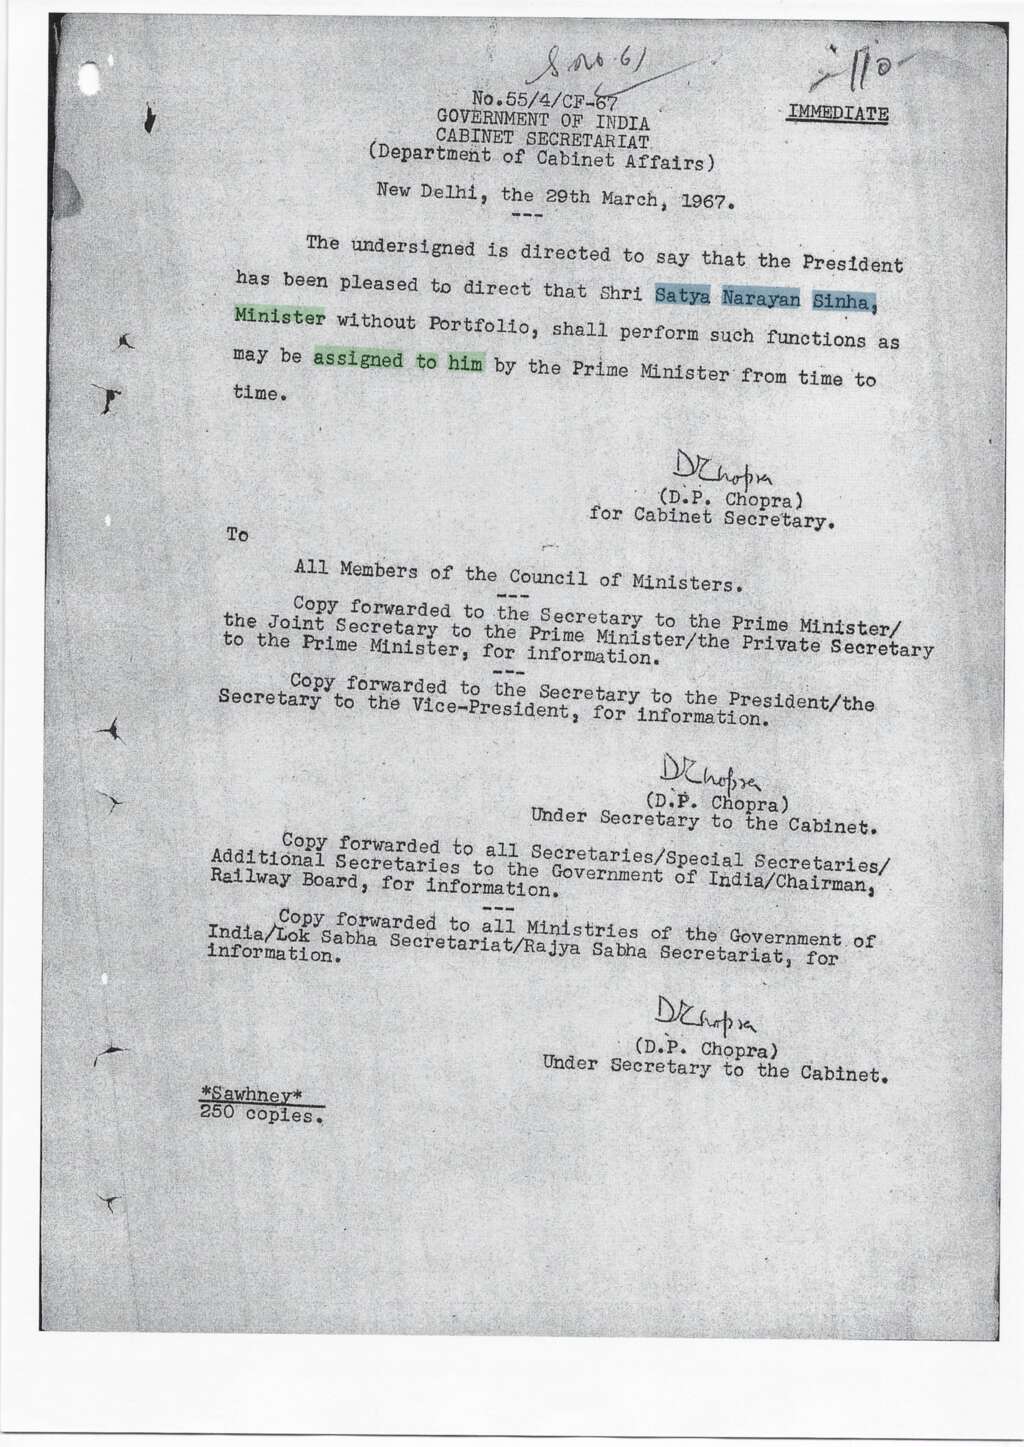 S. No. 61
110
No.55/4/CF-67
IMMEDIATE
GOVERNMENT OF INDIA
CABINET SECRETARIAT
(Department of Cabinet Affairs)
New Delhi, the 29th March, 1967.
---
The undersigned is directed to say that the President
has been pleased to direct that Shri Satya Narayan Sinha,
Minister without Portfolio, shall perform such functions as
may be assigned to him by the Prime Minister from time to
time.
DPChopra
(D.P. Chopra)
for Cabinet Secretary.
To
All Members of the Council of Ministers.
---
Copy forwarded to the Secretary to the Prime Minister/
the Joint Secretary to the Prime Minister/the Private Secretary
to the Prime Minister, for information.
---
Copy forwarded to the Secretary to the President/the
Secretary to the Vice-President, for information.
DPChopra
(D.P. Chopra)
Under Secretary to the Cabinet.
Copy forwarded to all Secretaries/Special Secretaries/
Additional Secretaries to the Government of India/Chairman,
Railway Board, for information.
---
Copy forwarded to all Ministries of the Government of
India/Lok Sabha Secretariat/Rajya Sabha Secretariat, for
information.
DPChopra
(D.P. Chopra)
Under Secretary to the Cabinet.
*Sawhney*
250 copies.